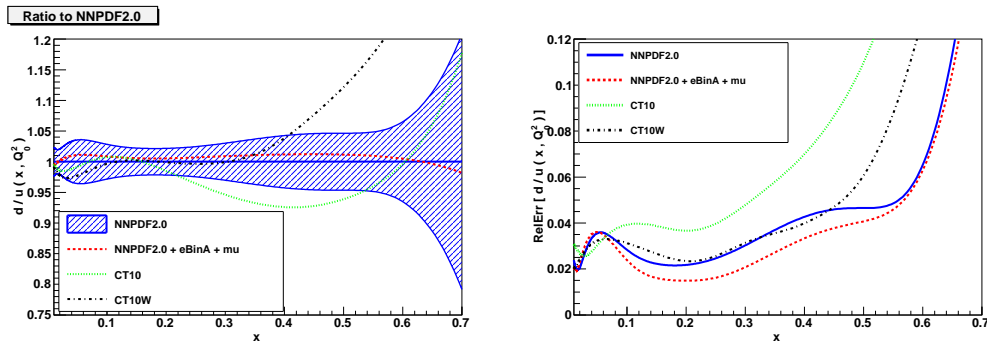 Ratio to NNPDF2.0
d / u ( x , Q²₀ )
1.2
1.15
1.1
1.05
1
0.95
0.9
0.85
0.8
0.75
NNPDF2.0
NNPDF2.0 + eBinA + mu
CT10
CT10W
0.1 0.2 0.3 0.4 0.5 0.6 0.7
x
RelErr [ d / u ( x , Q²₀ ) ]
0.12
0.1
0.08
0.06
0.04
0.02
0
NNPDF2.0
NNPDF2.0 + eBinA + mu
CT10
CT10W
0.1 0.2 0.3 0.4 0.5 0.6 0.7
x